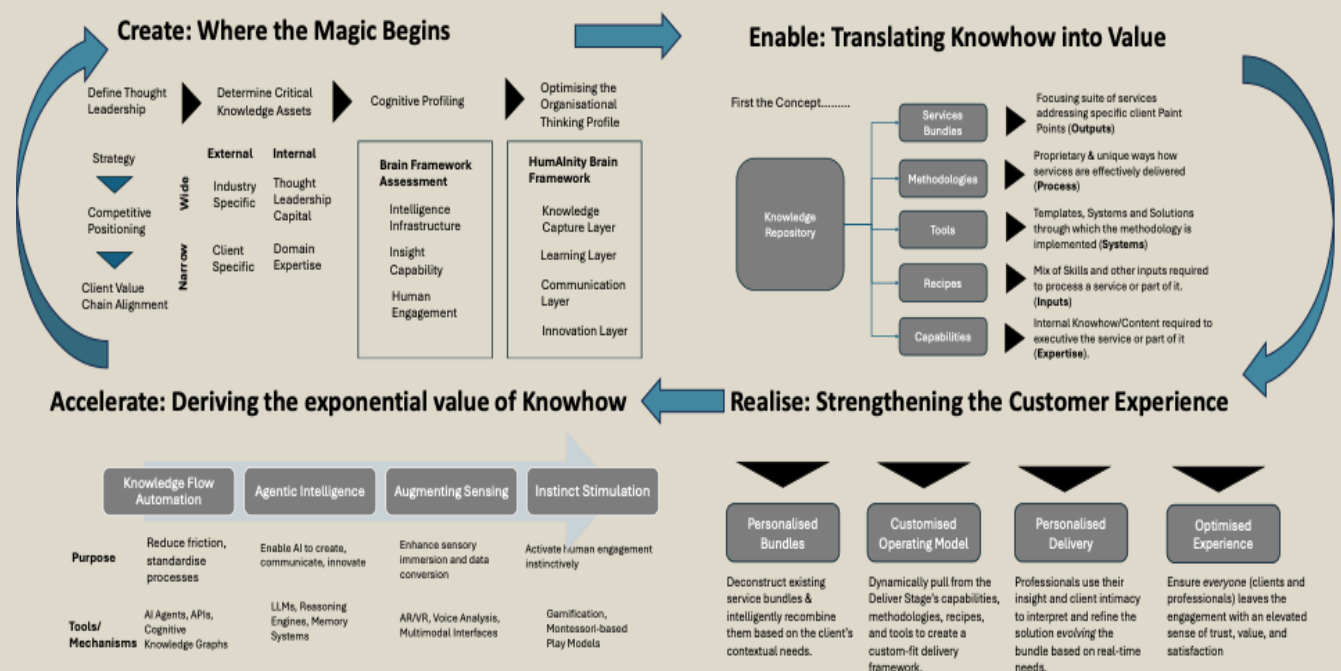 Create: Where the Magic Begins
Define Thought
Leadership
Determine Critical
Knowledge Assets
Cognitive Profiling
Optimising the
Organisational
Thinking Profile
Strategy
Competitive
Positioning
Client Value
Chain Alignment
External
Internal
Wide
Industry
Specific
Thought
Leadership
Capital
Narrow
Client
Specific
Domain
Expertise
Brain Framework
Assessment
Intelligence
Infrastructure
Insight
Capability
Human
Engagement
HumAInity Brain
Framework
Knowledge
Capture Layer
Learning Layer
Communication
Layer
Innovation Layer
Enable: Translating Knowhow into Value
First the Concept.........
Knowledge
Repository
Services
Bundles
Focusing suite of services
addressing specific client Paint
Points (Outputs)
Methodologies
Proprietary & unique ways how
services are effectively delivered
(Process)
Tools
Templates, Systems and Solutions
through which the methodology is
implemented (Systems)
Recipes
Mix of Skills and other inputs required
to process a service or part of it.
(Inputs)
Capabilities
Internal Knowhow/Content required to
executive the service or part of it
(Expertise).
Realise: Strengthening the Customer Experience
Personalised
Bundles
Deconstruct existing
service bundles &
intelligently recombine
them based on the client's
contextual needs.
Customised
Operating Model
Dynamically pull from the
Deliver Stage's capabilities,
methodologies, recipes,
and tools to create a
custom-fit delivery
framework.
Personalised
Delivery
Professionals use their
insight and client intimacy
to interpret and refine the
solution evolving the
bundle based on real-time
needs.
Optimised
Experience
Ensure everyone (clients and
professionals) leaves the
engagement with an elevated
sense of trust, value, and
satisfaction
Accelerate: Deriving the exponential value of Knowhow
Knowledge Flow
Automation
Agentic Intelligence
Augmenting Sensing
Instinct Stimulation
Purpose
Reduce friction,
standardise
processes
Enable AI to create,
communicate, innovate
Enhance sensory
immersion and data
conversion
Activate human engagement
instinctively
Tools/
Mechanisms
AI Agents, APIs,
Cognitive
Knowledge Graphs
LLMs, Reasoning
Engines, Memory
Systems
AR/VR, Voice Analysis,
Multimodal Interfaces
Gamification,
Montessori-based
Play Models